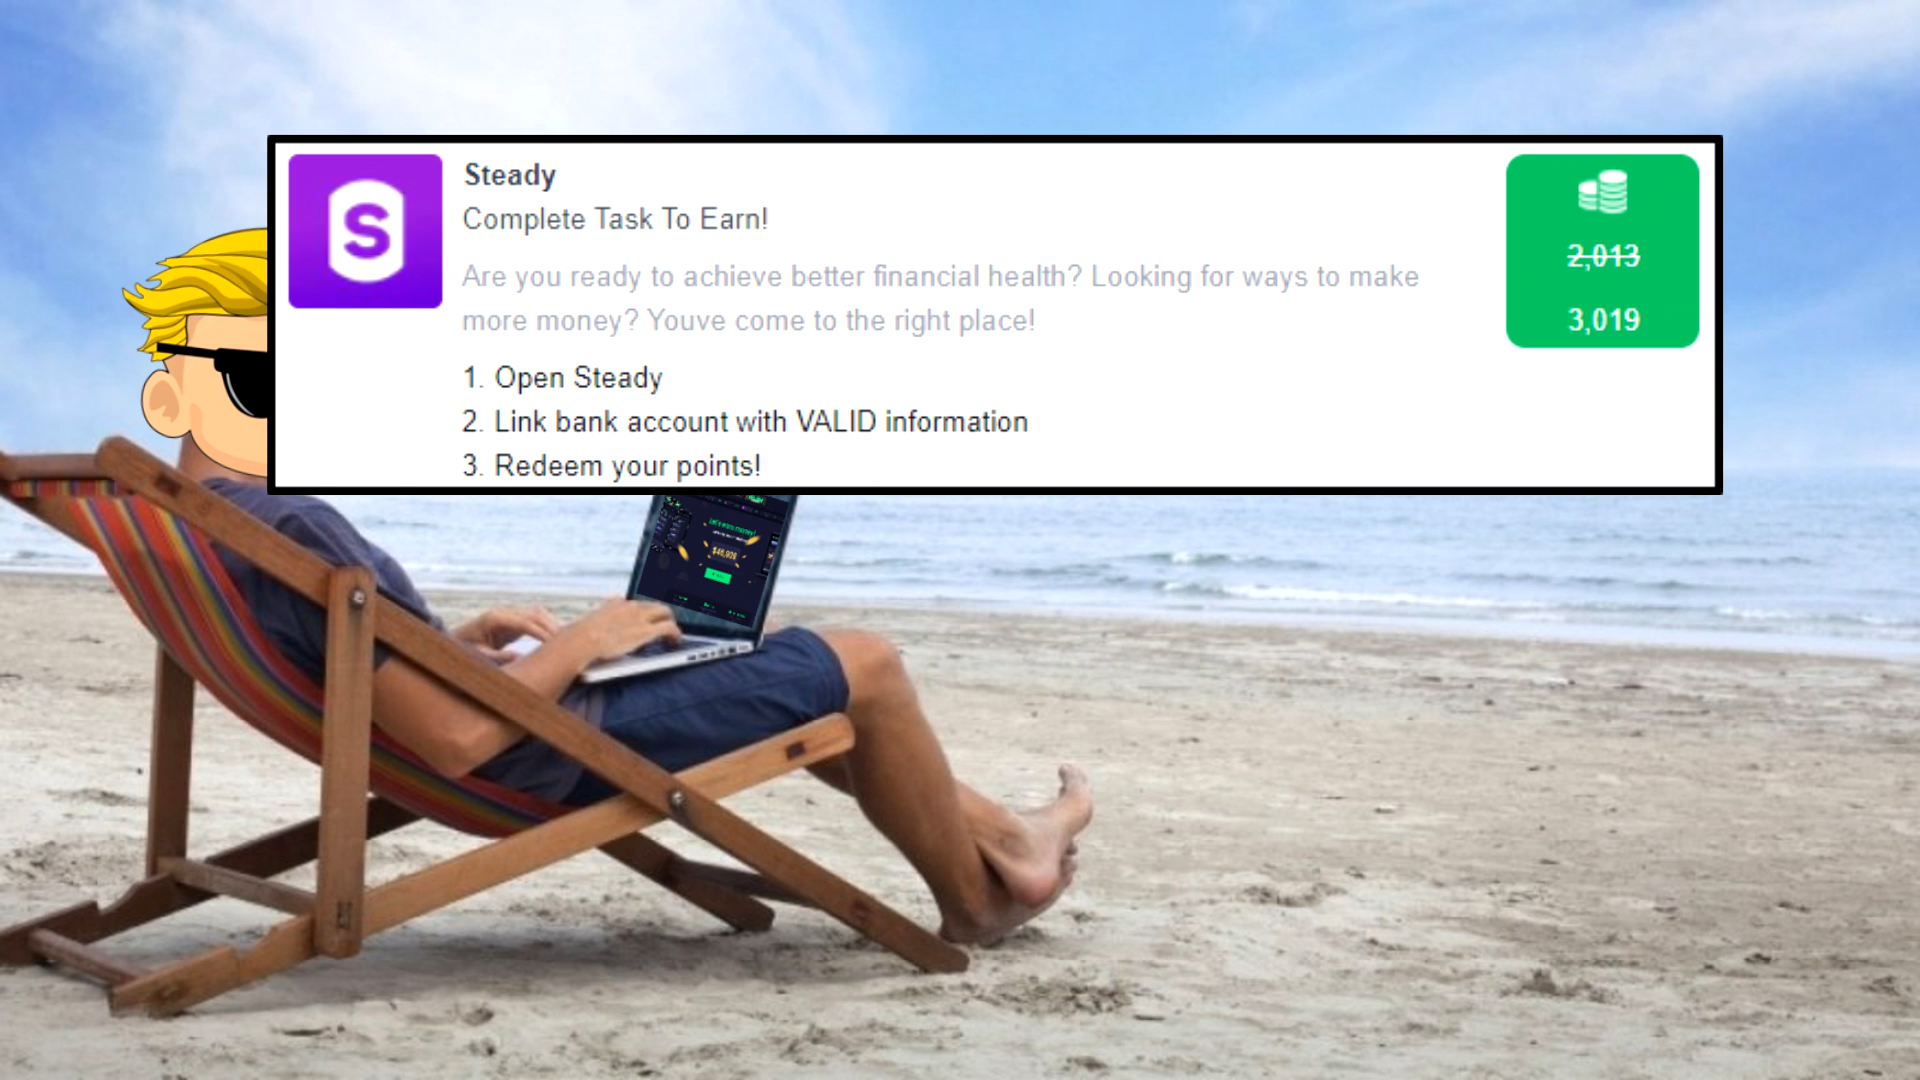 S
Steady
Complete Task To Earn!
Are you ready to achieve better financial health? Looking for ways to make
more money? Youve come to the right place!
1. Open Steady
2. Link bank account with VALID information
3. Redeem your points!
2,013
3,019